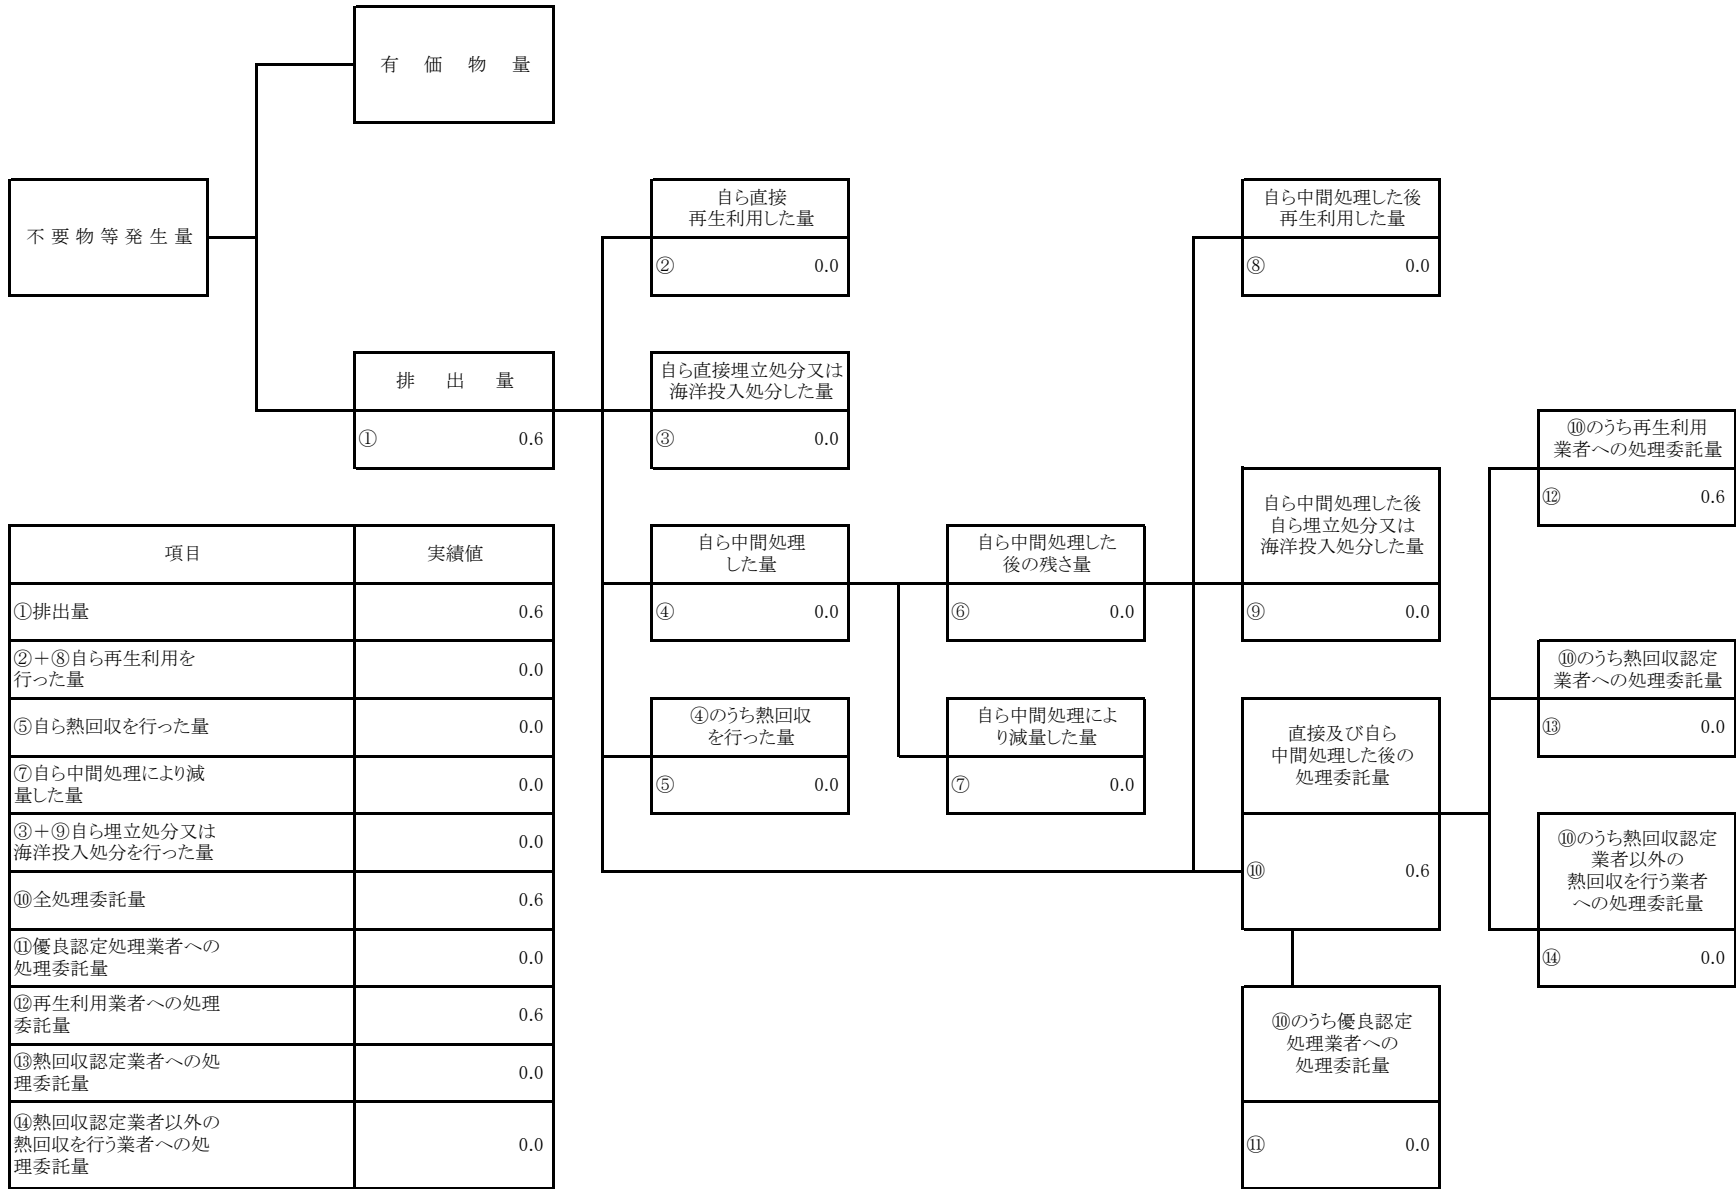 有価物量
不要物等発生量
排出量
① 0.6
自ら直接
再生利用した量
② 0.0
自ら直接埋立処分又は
海洋投入処分した量
③ 0.0
自ら中間処理
した量
④ 0.0
④のうち熱回収
を行った量
⑤ 0.0
自ら中間処理した
後の残さ量
⑥ 0.0
自ら中間処理によ
り減量した量
⑦ 0.0
自ら中間処理した後
再生利用した量
⑧ 0.0
自ら中間処理した後
自ら埋立処分又は
海洋投入処分した量
⑨ 0.0
直接及び自ら
中間処理した後の
処理委託量
⑩ 0.6
⑩のうち優良認定
処理業者への
処理委託量
⑪ 0.0
⑩のうち再生利用
業者への処理委託量
⑫ 0.6
⑩のうち熱回収認定
業者への処理委託量
⑬ 0.0
⑩のうち熱回収認定
業者以外の
熱回収を行う業者
への処理委託量
⑭ 0.0
項目 実績値
①排出量 0.6
②+⑧自ら再生利用を
行った量 0.0
⑤自ら熱回収を行った量 0.0
⑦自ら中間処理により減
量した量 0.0
③+⑨自ら埋立処分又は
海洋投入処分を行った量 0.0
⑩全処理委託量 0.6
⑪優良認定処理業者への
処理委託量 0.0
⑫再生利用業者への処理
委託量 0.6
⑬熱回収認定業者への処
理委託量 0.0
⑭熱回収認定業者以外の
熱回収を行う業者への処
理委託量 0.0